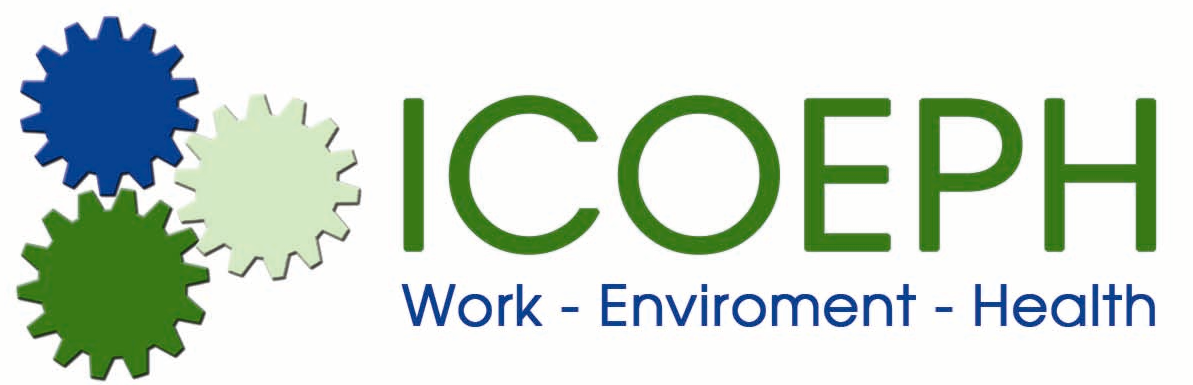 ICOEPH
Work - Enviroment - Health